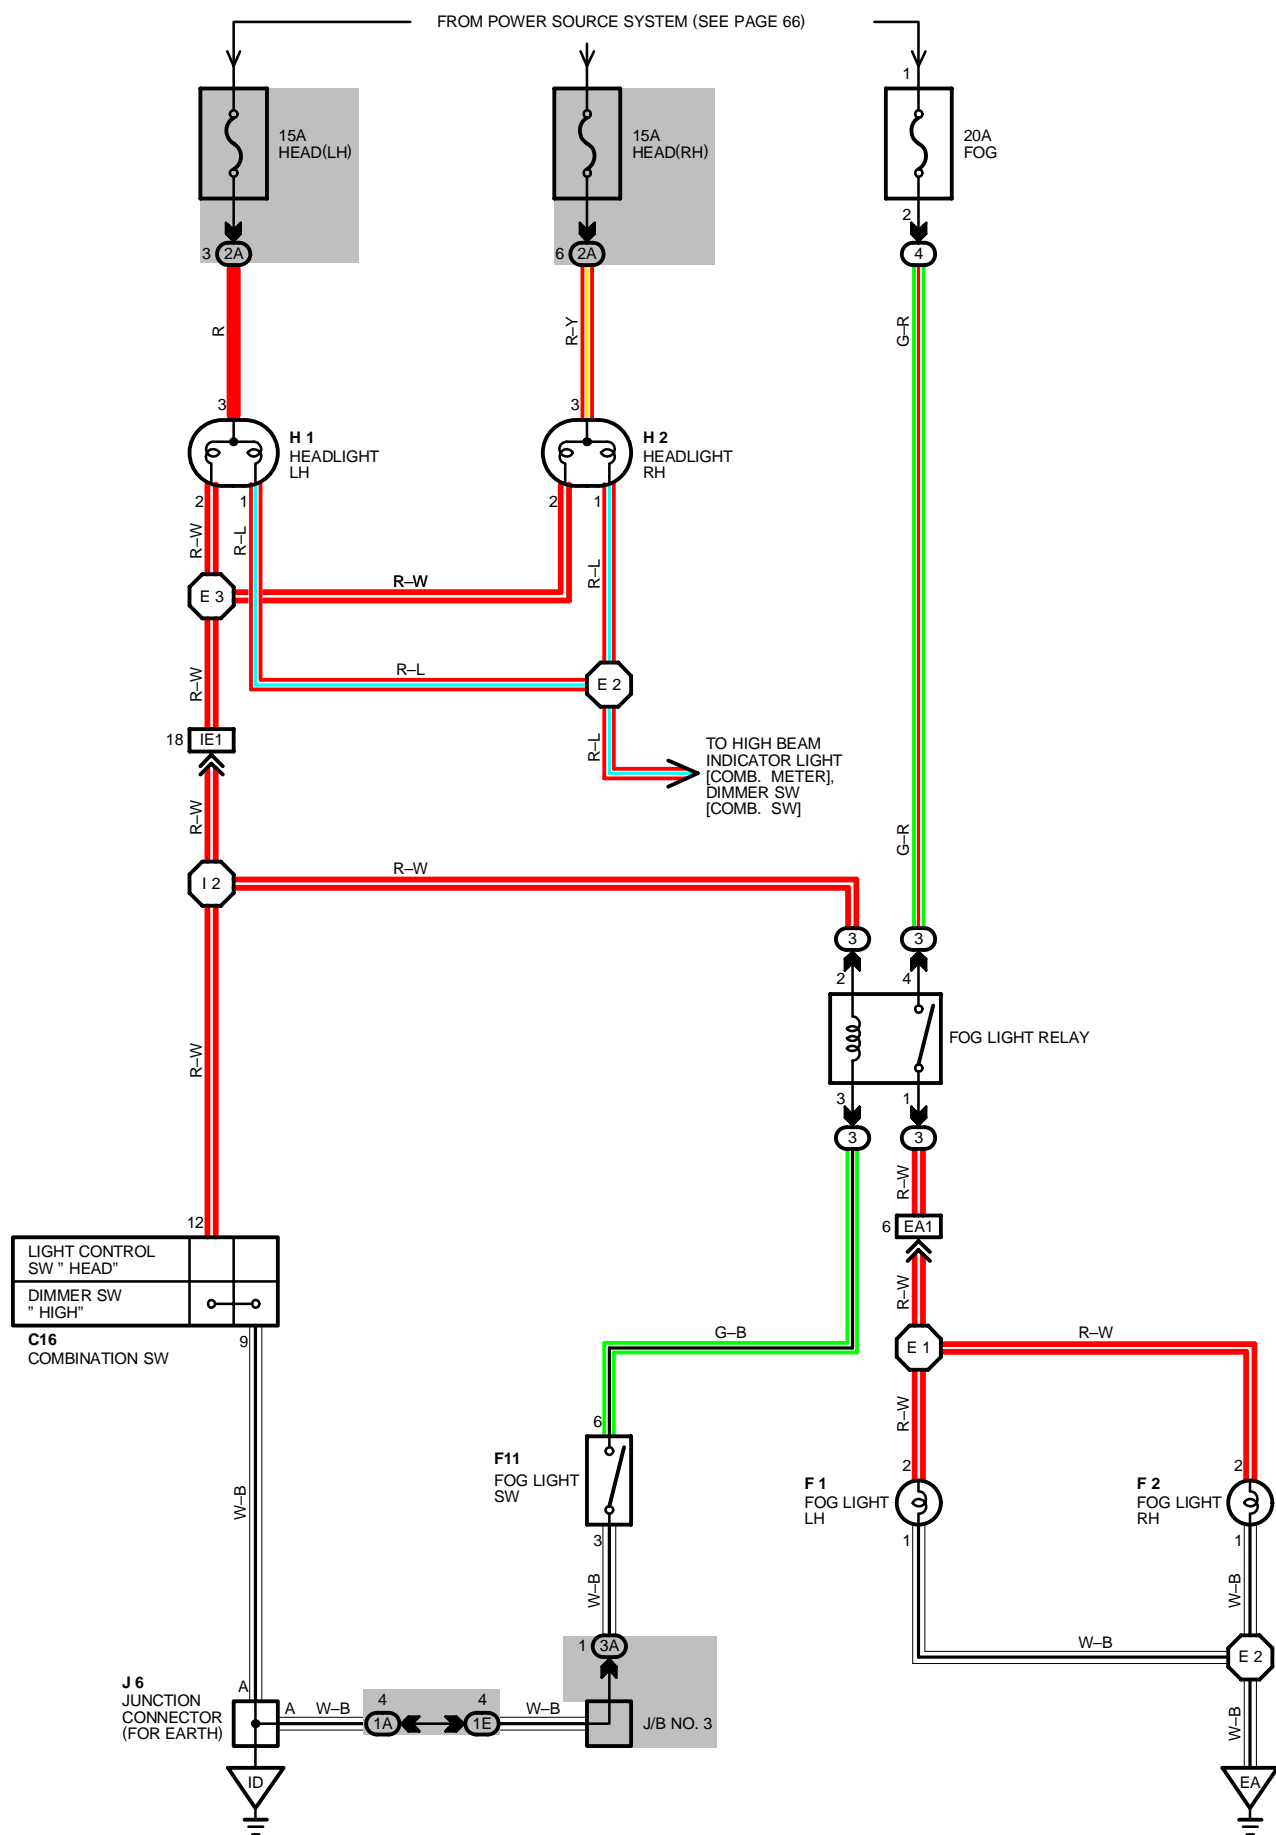 FROM POWER SOURCE SYSTEM (SEE PAGE 66)
1
15A
HEAD(LH)
15A
HEAD(RH)
20A
FOG
2
3 2A
6 2A
4
R
R–Y
G–R
3
3
H 1
HEADLIGHT
LH
H 2
HEADLIGHT
RH
2 1
2 1
R–W
R–L
R–L
E 3
R–W
R–W
R–L
E 2
18 IE1
R–L
TO HIGH BEAM
INDICATOR LIGHT
[COMB. METER],
DIMMER SW
[COMB. SW]
R–W
G–R
I 2
R–W
3
3
2
4
FOG LIGHT RELAY
R–W
3
1
3
3
R–W
6 EA1
12
LIGHT CONTROL
SW ” HEAD”
DIMMER SW
” HIGH”
C16
COMBINATION SW
9
R–W
G–B
E 1
R–W
R–W
6
F11
FOG LIGHT
SW
3
2
F 1
FOG LIGHT
LH
1
2
F 2
FOG LIGHT
RH
1
W–B
W–B
W–B
W–B
E 2
1 3A
J 6
JUNCTION
CONNECTOR
(FOR EARTH)
A
A
W–B
4
1A
4
1E
W–B
J/B NO. 3
W–B
ID
EA